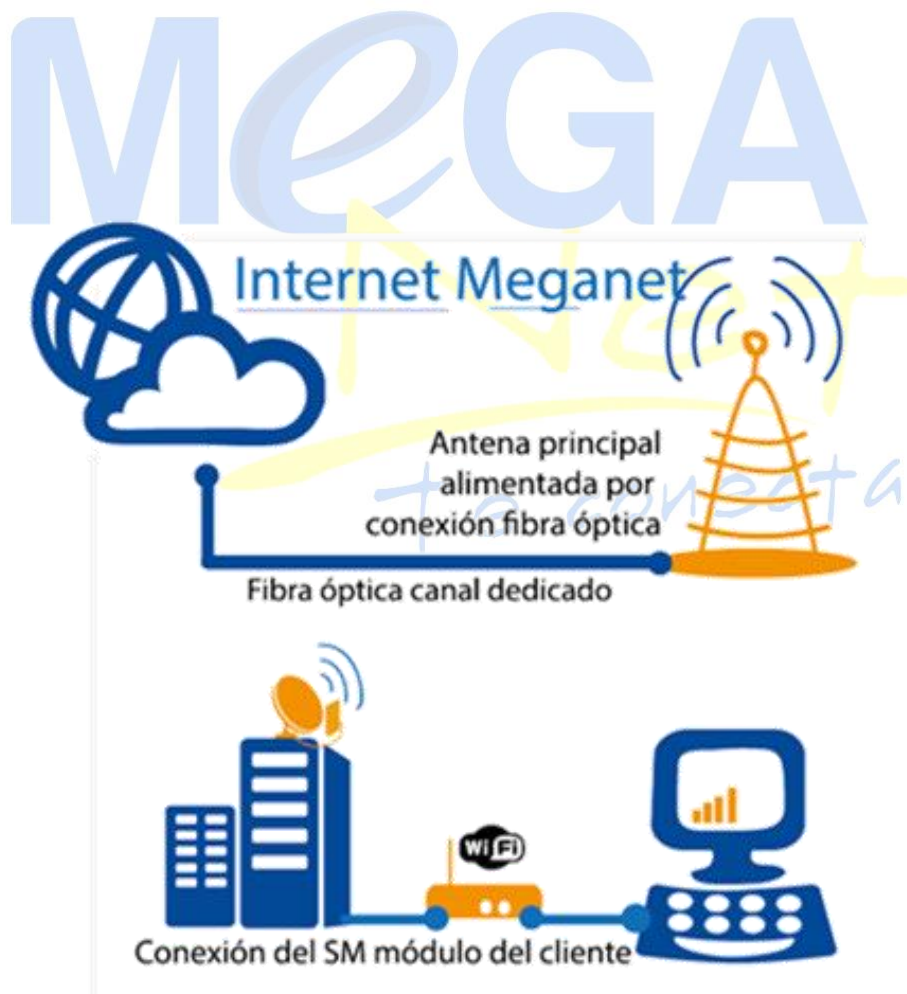 MeGA
Net
te conecta
Internet Meganet
Antena principal
alimentada por
conexión fibra óptica
Fibra óptica canal dedicado
WiFi
Conexión del SM módulo del cliente